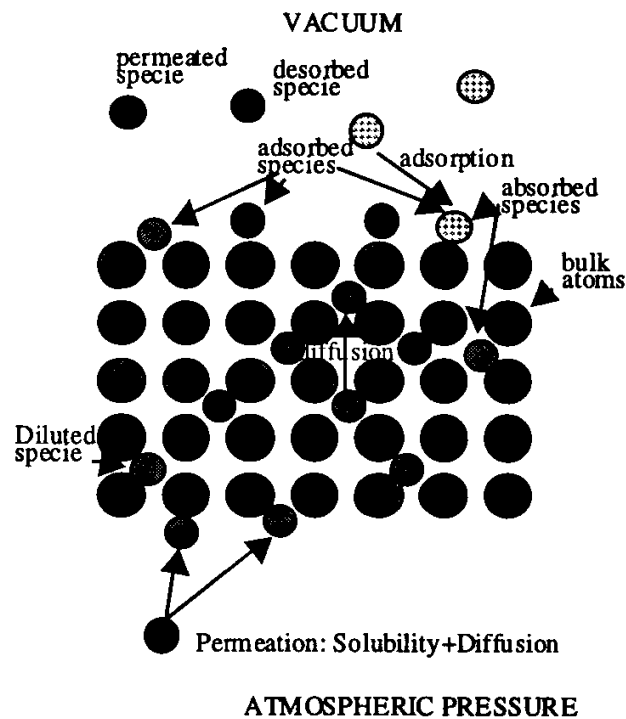 VACUUM
permeated
specie
desorbed
specie
adsorbed
species
adsorption
absorbed
species
bulk
atoms
diffusion
Diluted
specie
Permeation: Solubility+Diffusion
ATMOSPHERIC PRESSURE